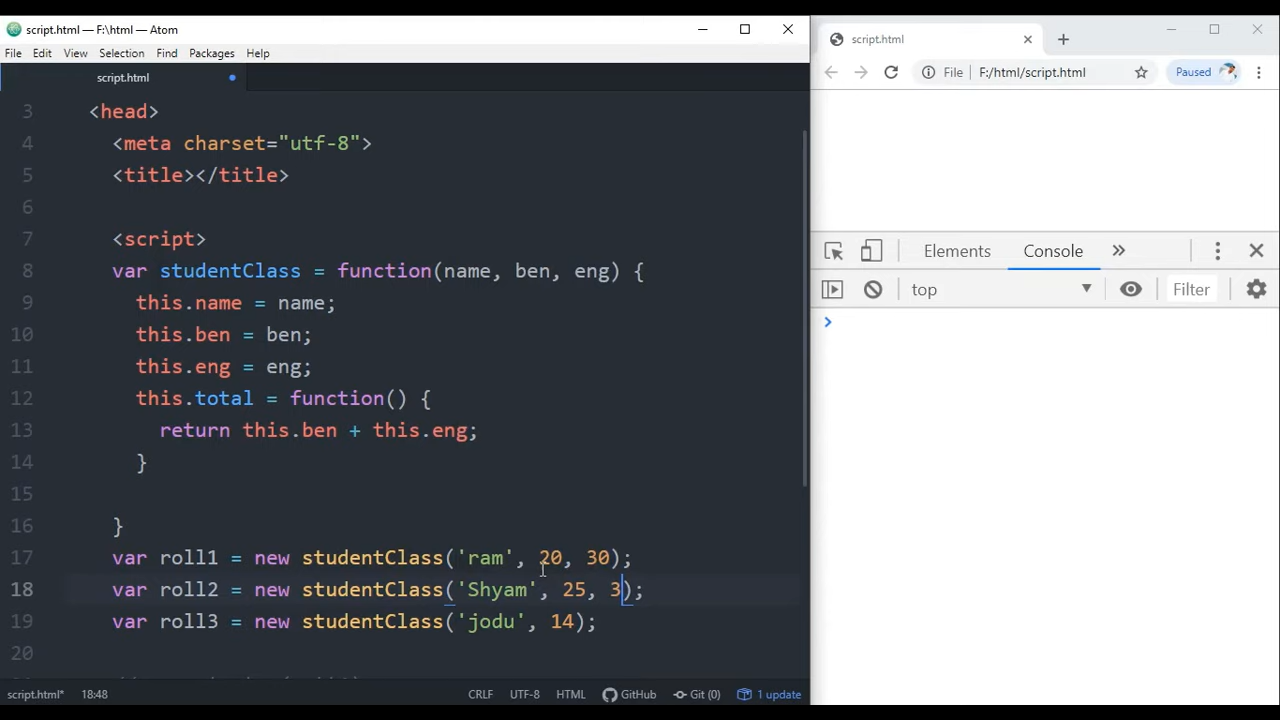 script.html — F:\html — Atom
File Edit View Selection Find Packages Help
script.html
3 <head>
4 <meta charset="utf-8">
5 <title></title>
6
7 <script>
8 var studentClass = function(name, ben, eng) {
9 this.name = name;
10 this.ben = ben;
11 this.eng = eng;
12 this.total = function() {
13 return this.ben + this.eng;
14 }
15
16 }
17 var roll1 = new studentClass('ram', 20, 30);
18 var roll2 = new studentClass('Shyam', 25, 3);
19 var roll3 = new studentClass('jodu', 14);
20
script.html* 18:48 CRLF UTF-8 HTML GitHub Git (0) 1 update
script.html
File F:/html/script.html Paused
Elements Console
top Filter